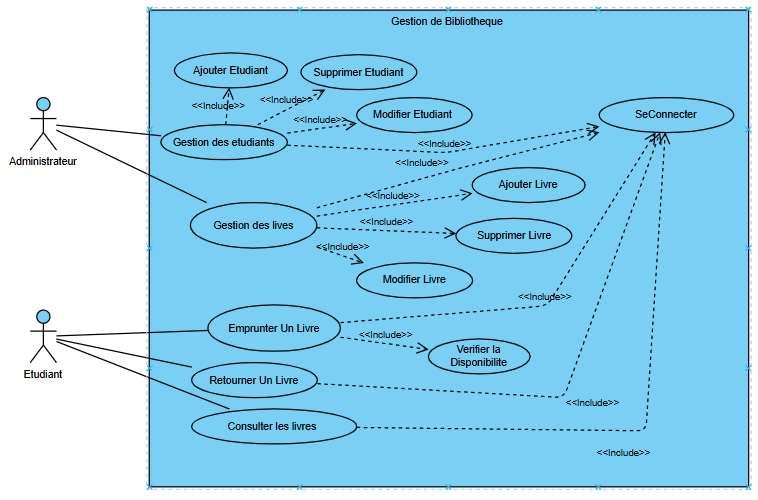 Gestion de Bibliotheque
Ajouter Etudiant
Supprimer Etudiant
<<Include>>
<<Include>>
<<Include>>
Modifier Etudiant
SeConnecter
Administrateur
Gestion des etudiants
<<Include>>
<<Include>>
Ajouter Livre
<<Include>>
Gestion des lives
<<Include>>
Supprimer Livre
<<Include>>
Modifier Livre
<<Include>>
Emprunter Un Livre
<<Include>>
Verifier la
Disponibilite
Etudiant
Retourner Un Livre
<<Include>>
Consulter les livres
<<Include>>